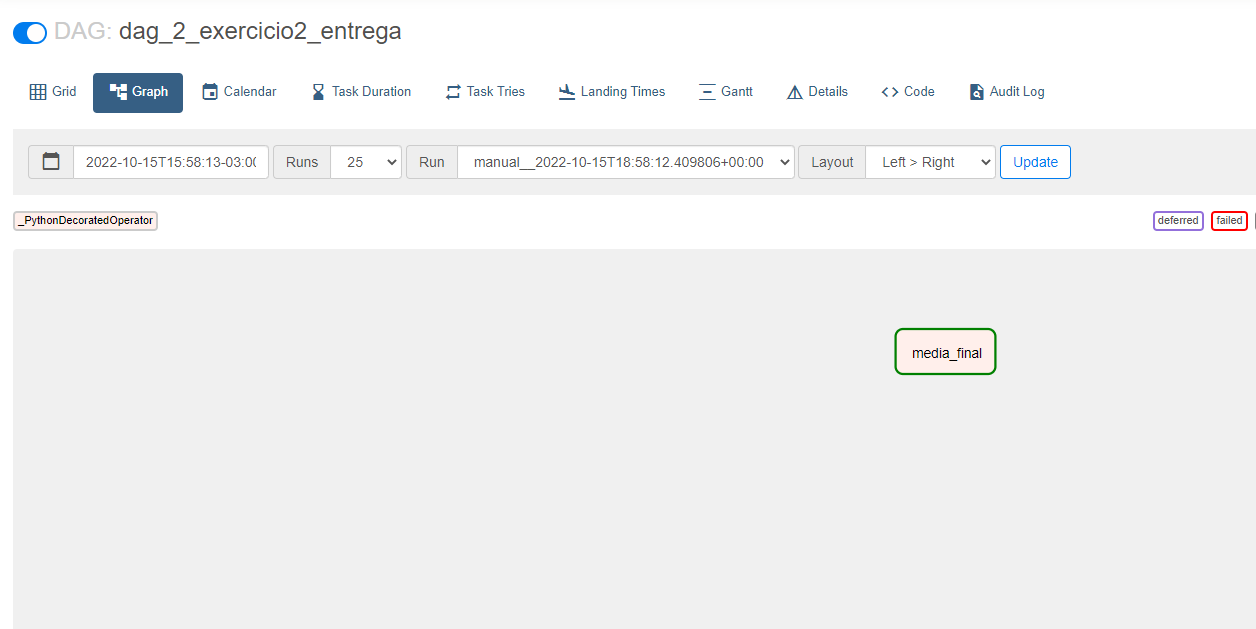 DAG: dag_2_exercicio2_entrega
Grid Graph Calendar Task Duration Task Tries Landing Times Gantt Details Code Audit Log
2022-10-15T15:58:13-03:00 Runs 25 Run manual__2022-10-15T18:58:12.409806+00:00 Layout Left > Right Update
_PythonDecoratedOperator deferred failed
media_final